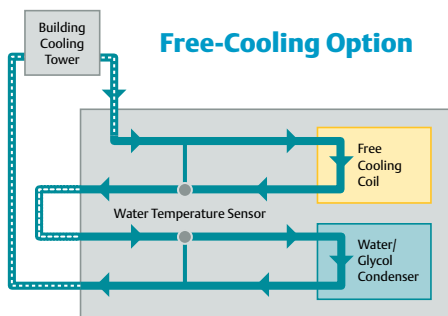 Building
Cooling
Tower
Free-Cooling Option
Free
Cooling
Coil
Water Temperature Sensor
Water/
Glycol
Condenser